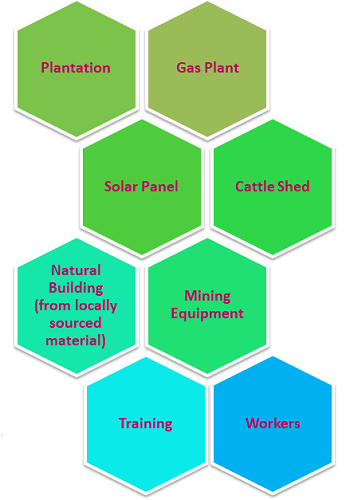 Plantation
Gas Plant
Solar Panel
Cattle Shed
Natural
Building
(from locally
sourced
material)
Mining
Equipment
Training
Workers